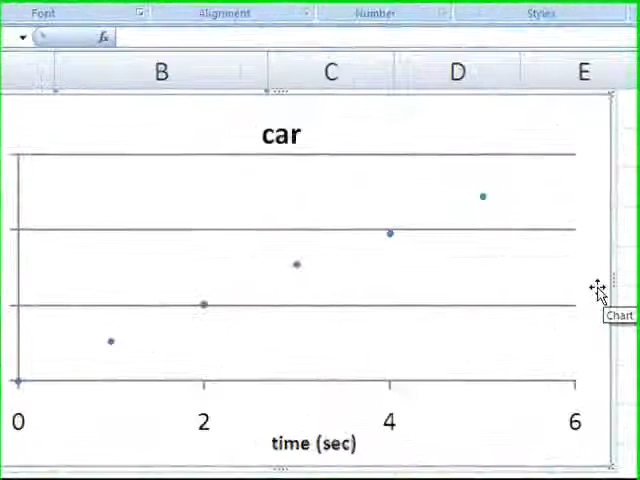 Font Alignment Number Styles
fx
B C D E
car
Chart
0 2 4 6
time (sec)